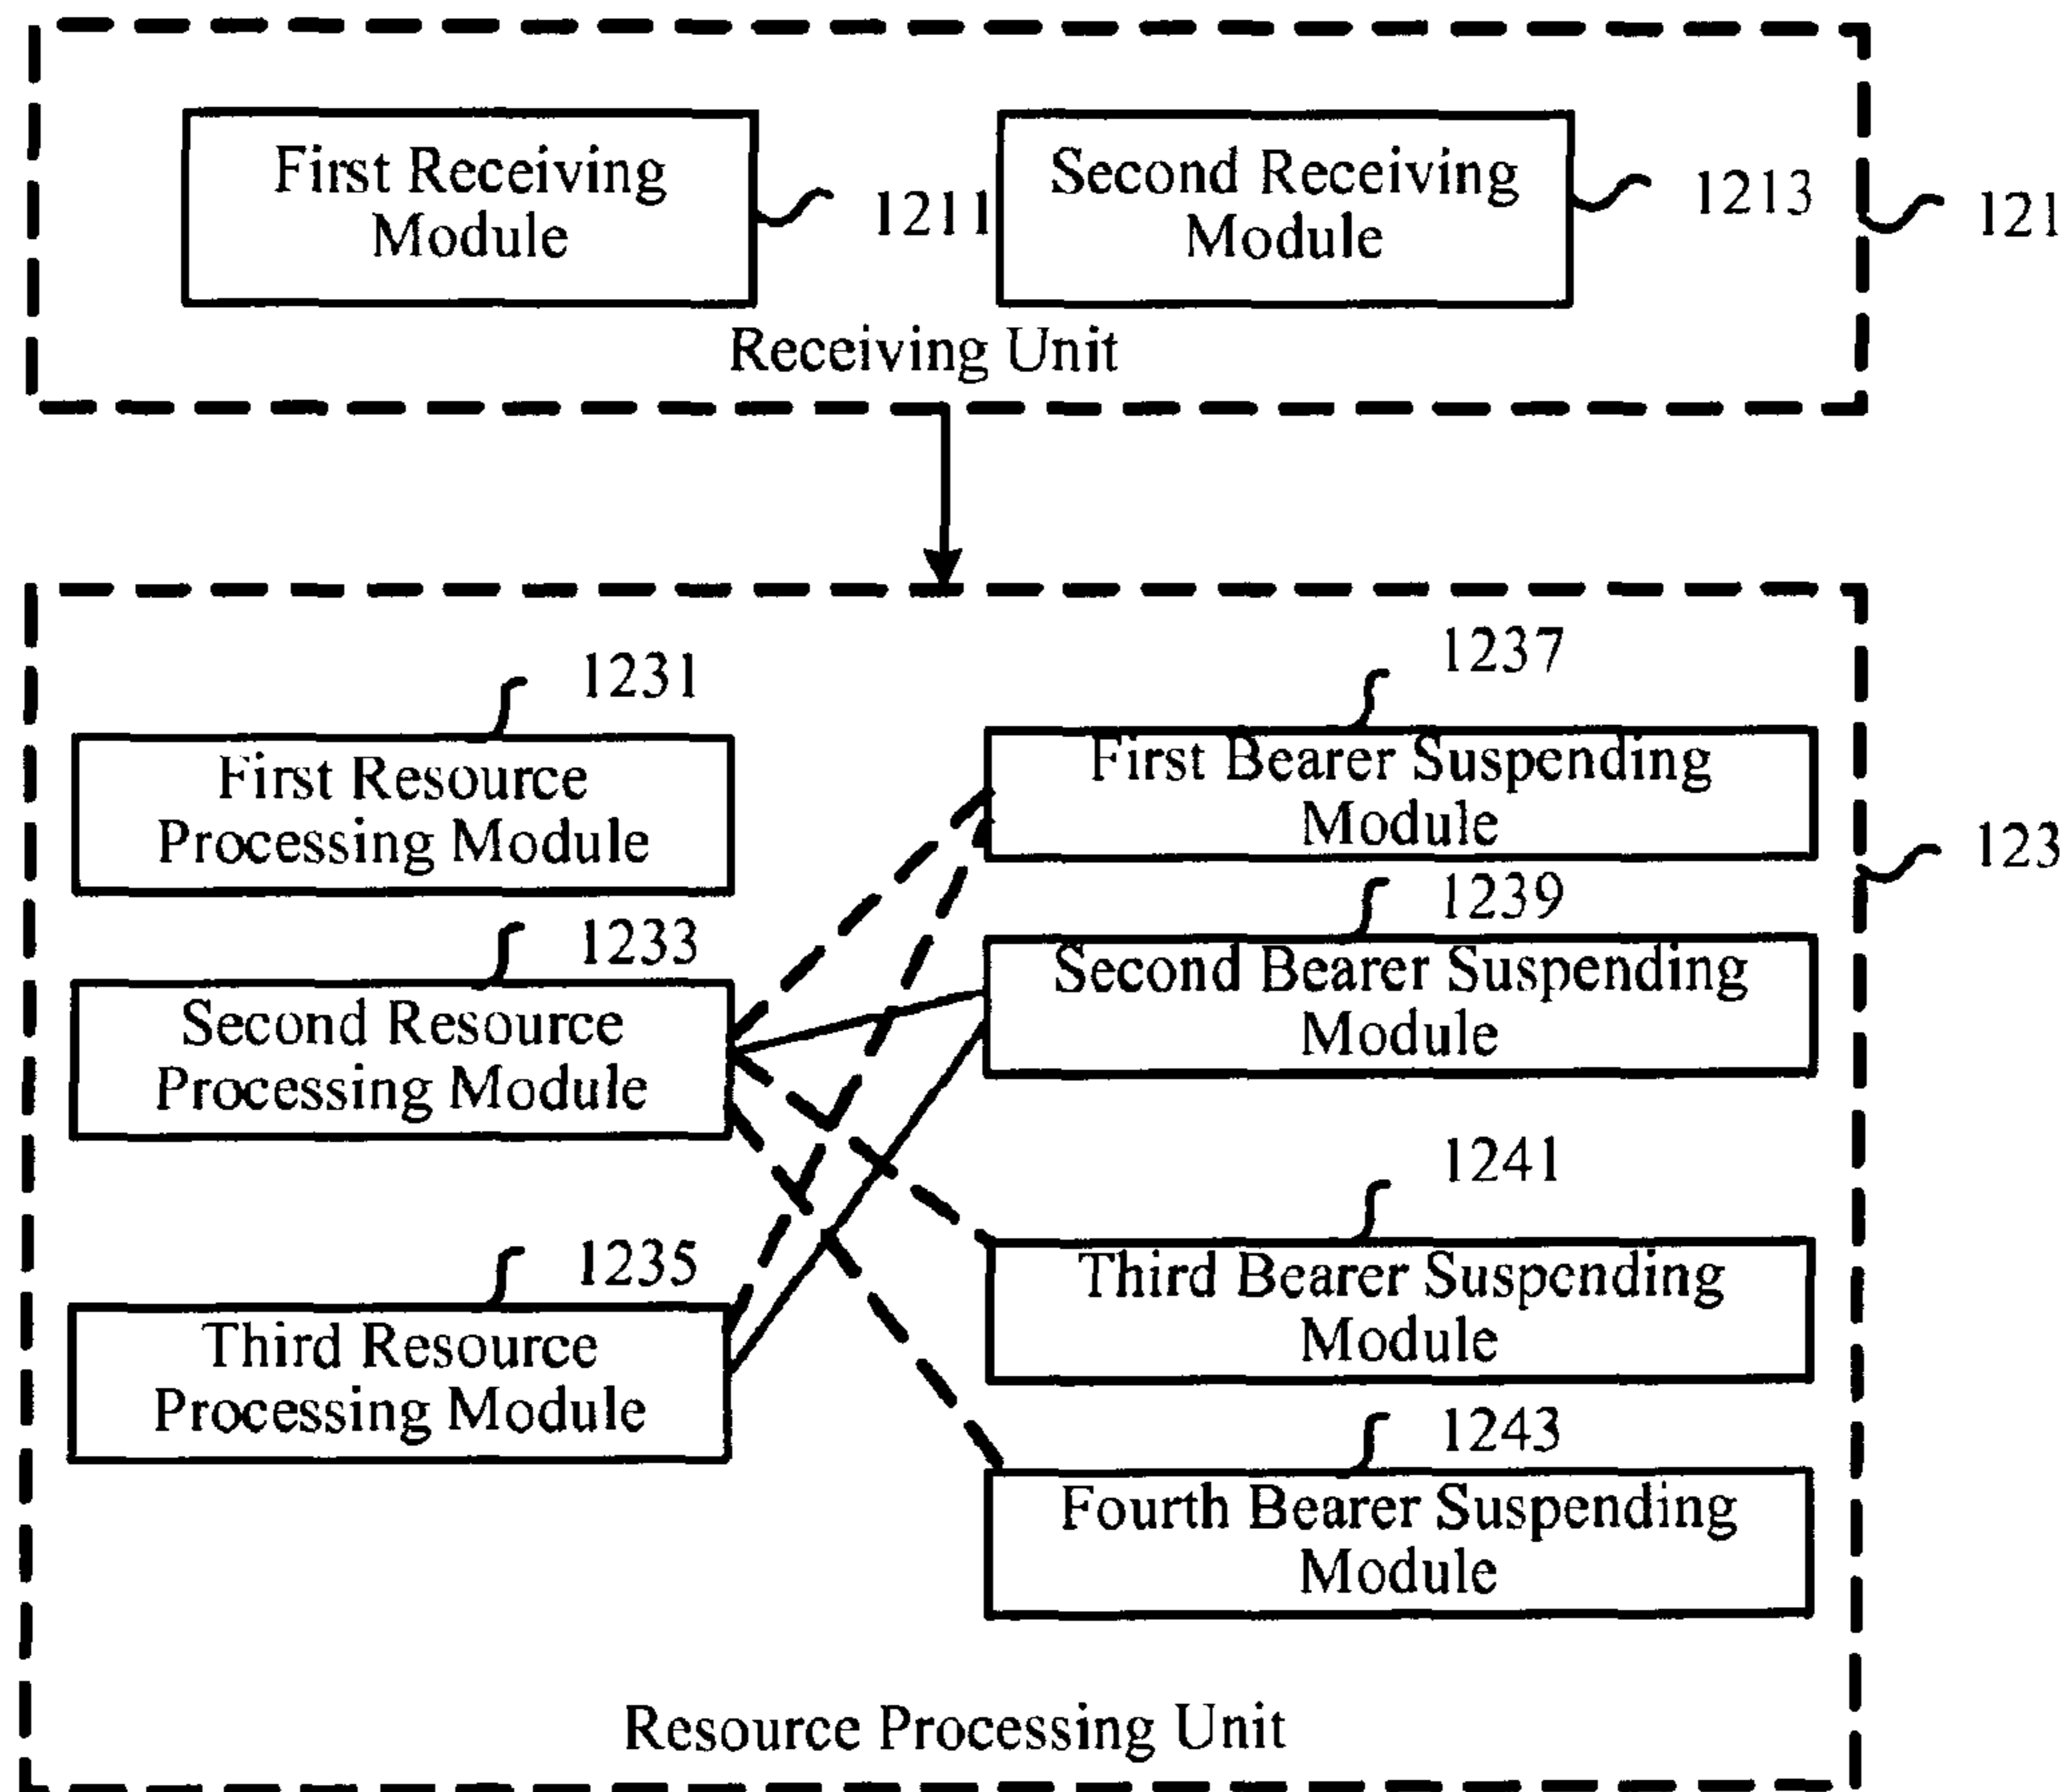 First Receiving
Module
1211
Second Receiving
Module
1213
121
Receiving Unit
1231
First Resource
Processing Module
1237
First Bearer Suspending
Module
123
1233
Second Resource
Processing Module
1239
Second Bearer Suspending
Module
1235
Third Resource
Processing Module
1241
Third Bearer Suspending
Module
1243
Fourth Bearer Suspending
Module
Resource Processing Unit